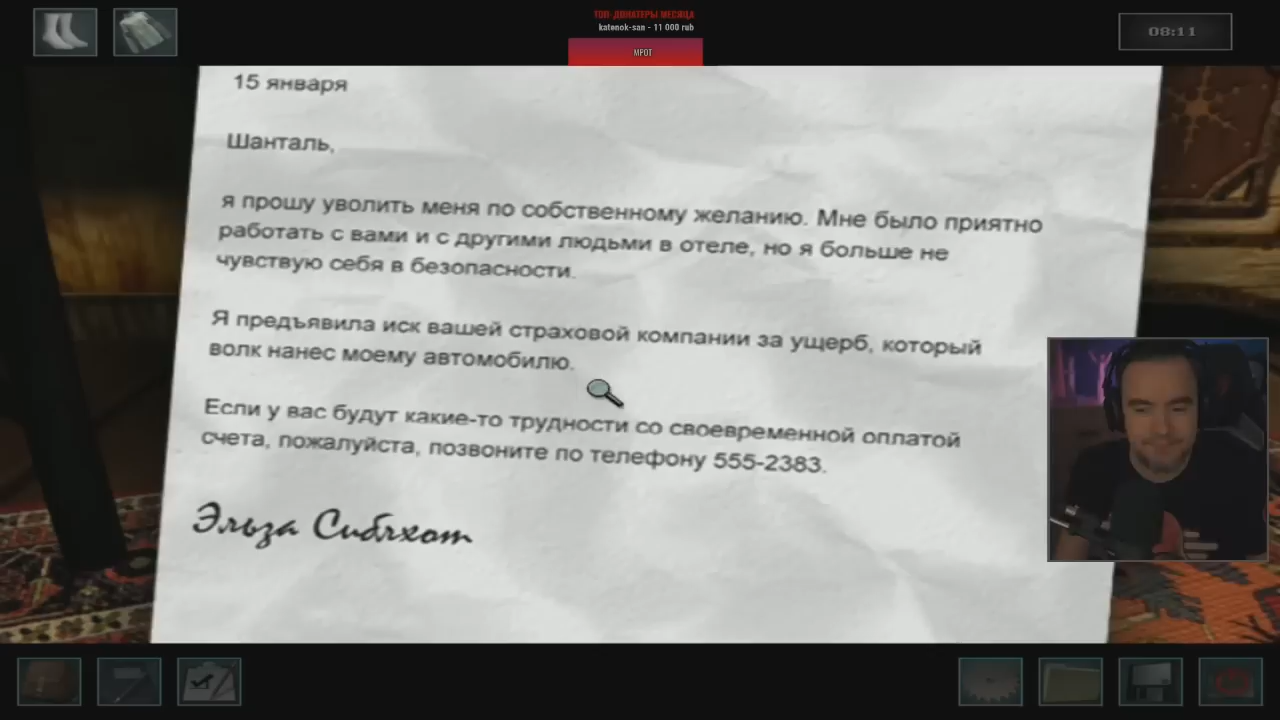 ТОП-ДОНАТЕРЫ МЕСЯЦА
katenok-san - 11 000 rub
МРОТ
08:11
15 января
Шанталь,
я прошу уволить меня по собственному желанию. Мне было приятно
работать с вами и с другими людьми в отеле, но я больше не
чувствую себя в безопасности.
Я предъявила иск вашей страховой компании за ущерб, который
волк нанес моему автомобилю.
Если у вас будут какие-то трудности со своевременной оплатой
счета, пожалуйста, позвоните по телефону 555-2383.
Эльза Сиблхот